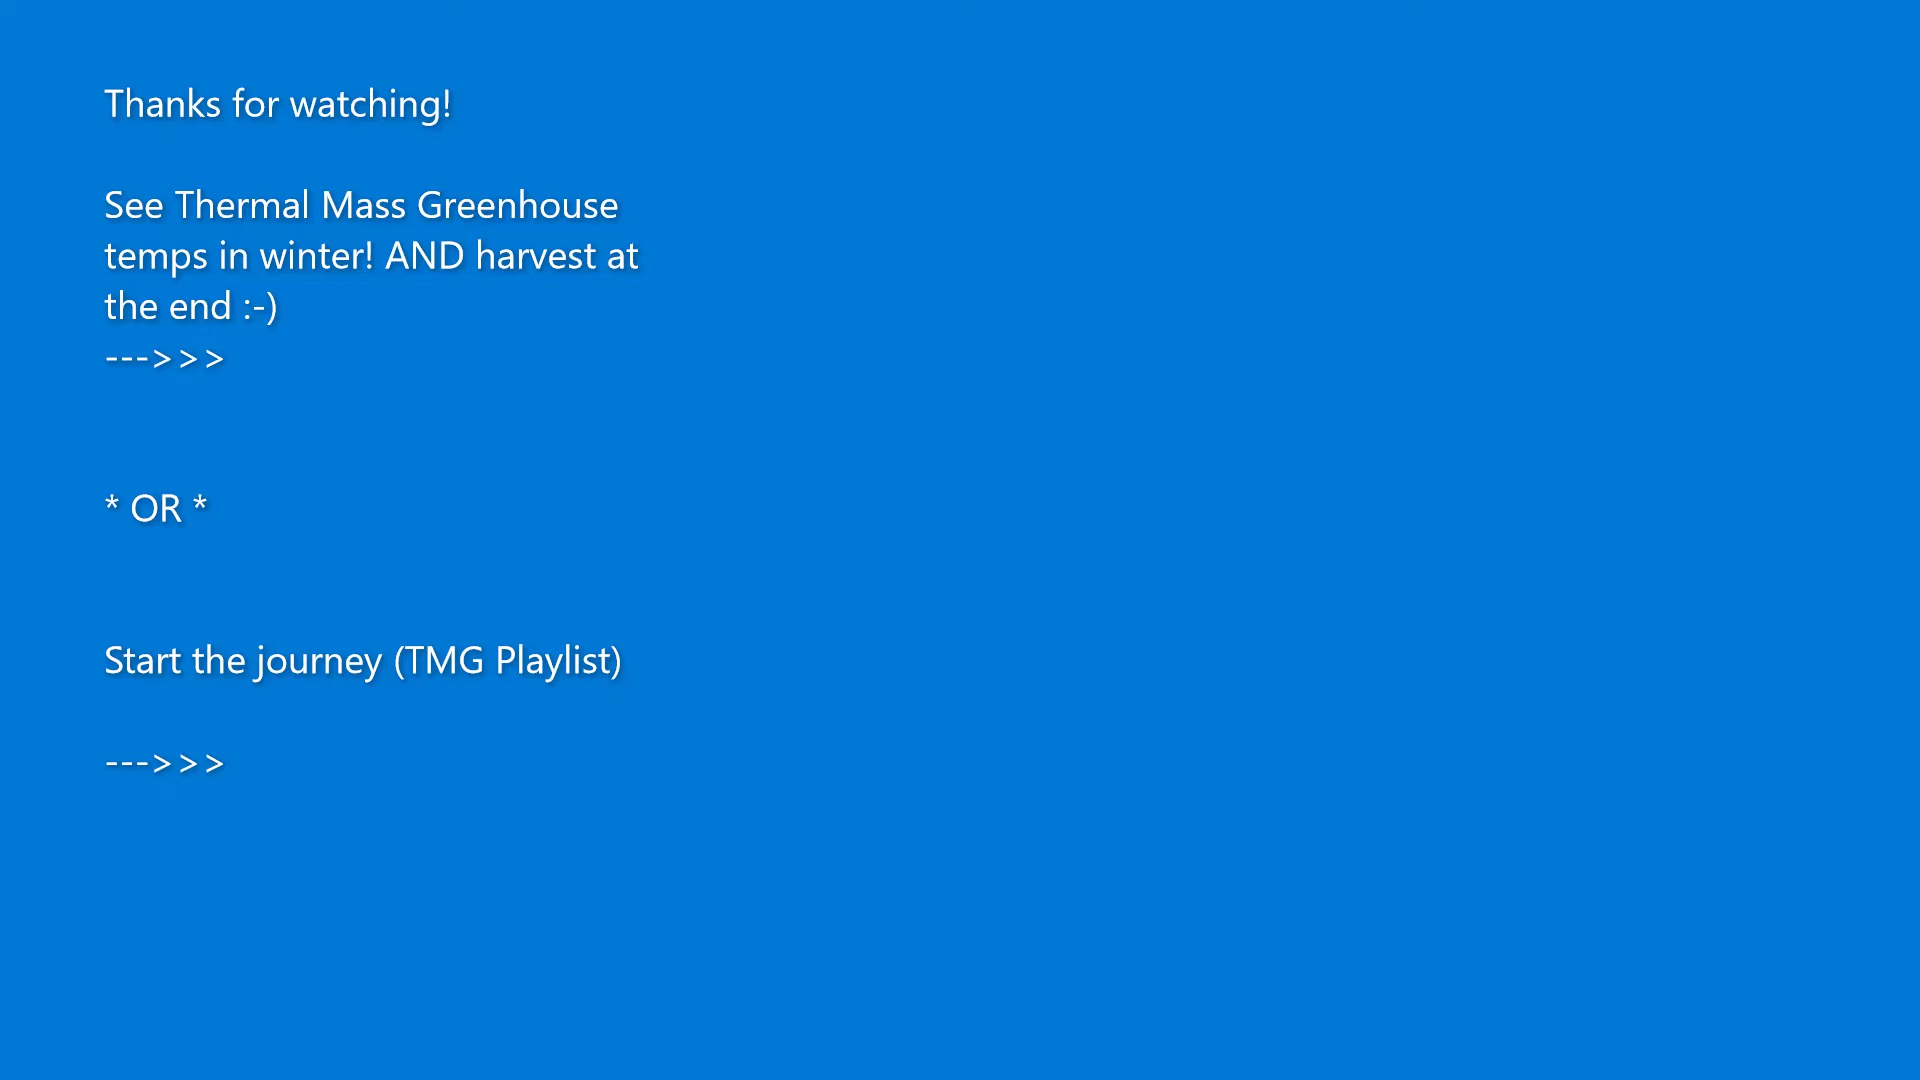 Thanks for watching!
See Thermal Mass Greenhouse
temps in winter! AND harvest at
the end :-)
--->>>
* OR *
Start the journey (TMG Playlist)
--->>>